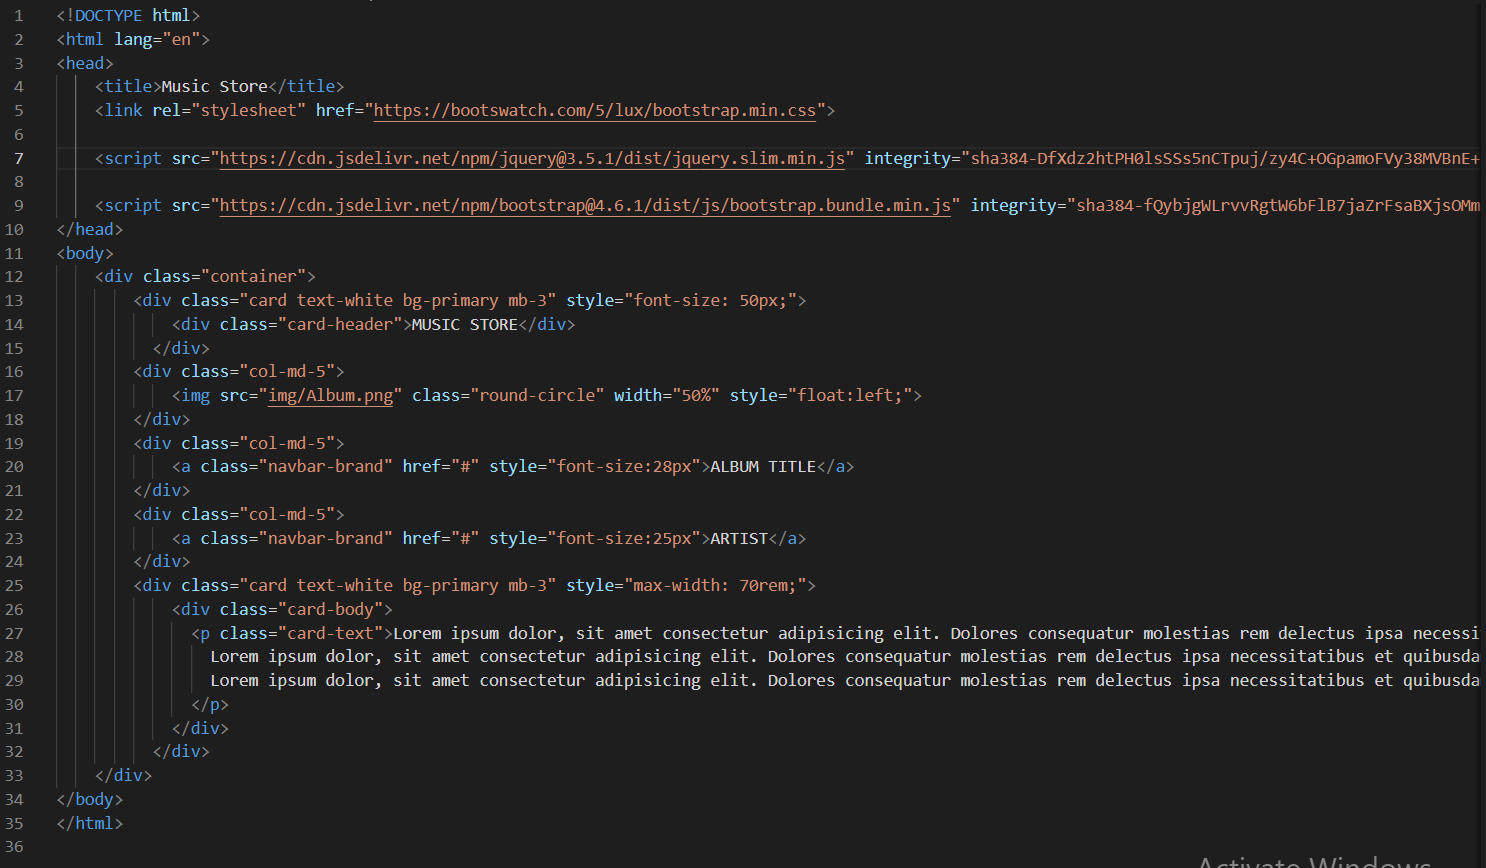 1 <!DOCTYPE html>
2 <html lang="en">
3 <head>
4 <title>Music Store</title>
5 <link rel="stylesheet" href="https://bootswatch.com/5/lux/bootstrap.min.css">
6
7 <script src="https://cdn.jsdelivr.net/npm/jquery@3.5.1/dist/jquery.slim.min.js" integrity="sha384-DfXdz2htPH0lsSSs5nCTpuj/zy4C+OGpamoFVy38MVBnE+
8
9 <script src="https://cdn.jsdelivr.net/npm/bootstrap@4.6.1/dist/js/bootstrap.bundle.min.js" integrity="sha384-fQybjgWLrvvRgtW6bFlB7jaZrFsaBXjsOMm
10 </head>
11 <body>
12 <div class="container">
13 <div class="card text-white bg-primary mb-3" style="font-size: 50px;">
14 <div class="card-header">MUSIC STORE</div>
15 </div>
16 <div class="col-md-5">
17 <img src="img/Album.png" class="round-circle" width="50%" style="float:left;">
18 </div>
19 <div class="col-md-5">
20 <a class="navbar-brand" href="#" style="font-size:28px">ALBUM TITLE</a>
21 </div>
22 <div class="col-md-5">
23 <a class="navbar-brand" href="#" style="font-size:25px">ARTIST</a>
24 </div>
25 <div class="card text-white bg-primary mb-3" style="max-width: 70rem;">
26 <div class="card-body">
27 <p class="card-text">Lorem ipsum dolor, sit amet consectetur adipisicing elit. Dolores consequatur molestias rem delectus ipsa necessi
28 Lorem ipsum dolor, sit amet consectetur adipisicing elit. Dolores consequatur molestias rem delectus ipsa necessitatibus et quibusda
29 Lorem ipsum dolor, sit amet consectetur adipisicing elit. Dolores consequatur molestias rem delectus ipsa necessitatibus et quibusda
30 </p>
31 </div>
32 </div>
33 </div>
34 </body>
35 </html>
36
Activate Windows